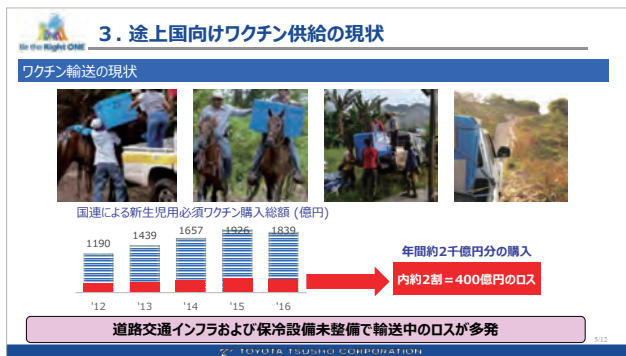 Be the Right ONE
3．途上国向けワクチン供給の現状
ワクチン輸送の現状
国連による新生児用必須ワクチン購入総額 (億円)
1190
1439
1657
1926
1839
'12
'13
'14
'15
'16
年間約2千億円分の購入
内約2割＝400億円のロス
道路交通インフラおよび保冷設備未整備で輸送中のロスが多発
5/12
TOYOTA TSUSHO CORPORATION